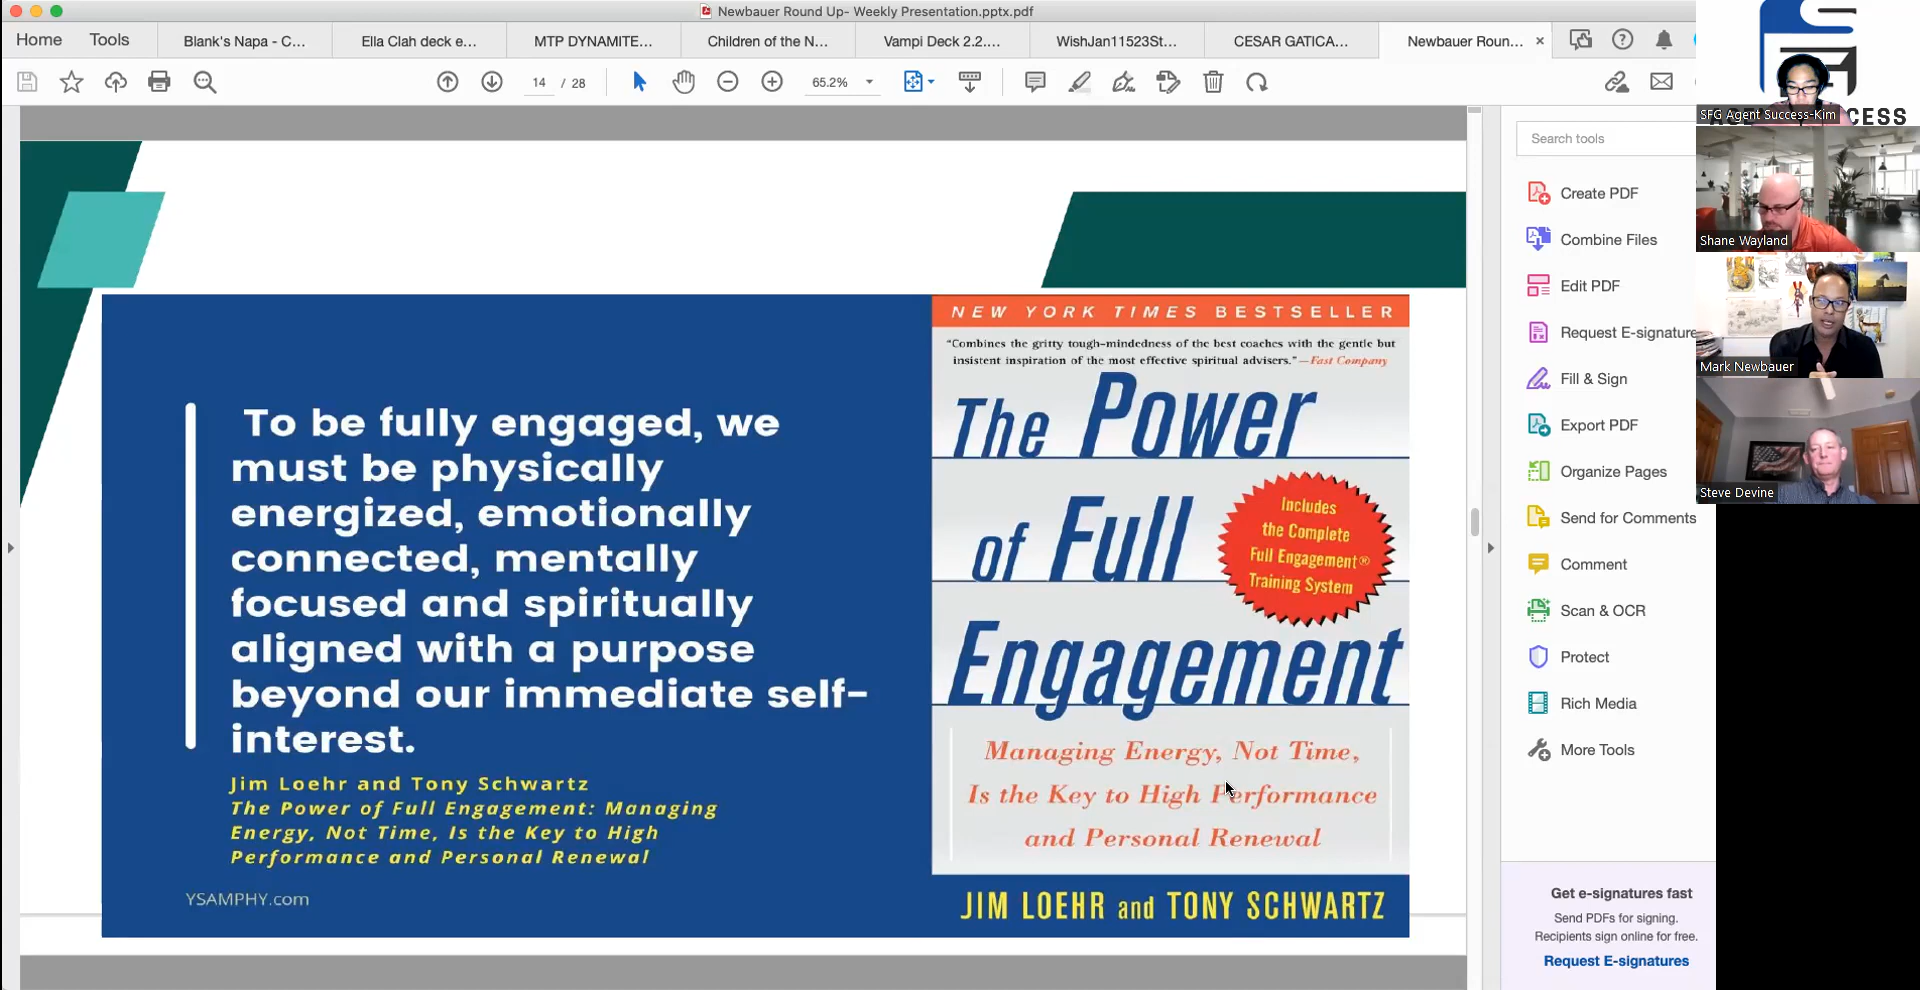 Newbauer Round Up- Weekly Presentation.pptx.pdf
Home
Tools
Blank's Napa - C...
Ella Clah deck e...
MTP DYNAMITE...
Children of the N...
Vampi Deck 2.2....
WishJan11523St...
CESAR GATICA...
Newbauer Roun...
14 / 28
65.2%
NEW YORK TIMES BESTSELLER
"Combines the gritty tough-mindedness of the best coaches with the gentle but
insistent inspiration of the most effective spiritual advisers."—Fast Company
The Power
of Full
Engagement
Includes
the Complete
Full Engagement®
Training System
Managing Energy, Not Time,
Is the Key to High Performance
and Personal Renewal
JIM LOEHR and TONY SCHWARTZ
To be fully engaged, we
must be physically
energized, emotionally
connected, mentally
focused and spiritually
aligned with a purpose
beyond our immediate self-
interest.
Jim Loehr and Tony Schwartz
The Power of Full Engagement: Managing
Energy, Not Time, Is the Key to High
Performance and Personal Renewal
YSAMPHY.com
Search tools
Create PDF
Combine Files
Edit PDF
Request E-signature
Fill & Sign
Export PDF
Organize Pages
Send for Comments
Comment
Scan & OCR
Protect
Rich Media
More Tools
Get e-signatures fast
Send PDFs for signing.
Recipients sign online for free.
Request E-signatures
SFG Agent Success-Kim
Shane Wayland
Mark Newbauer
Steve Devine